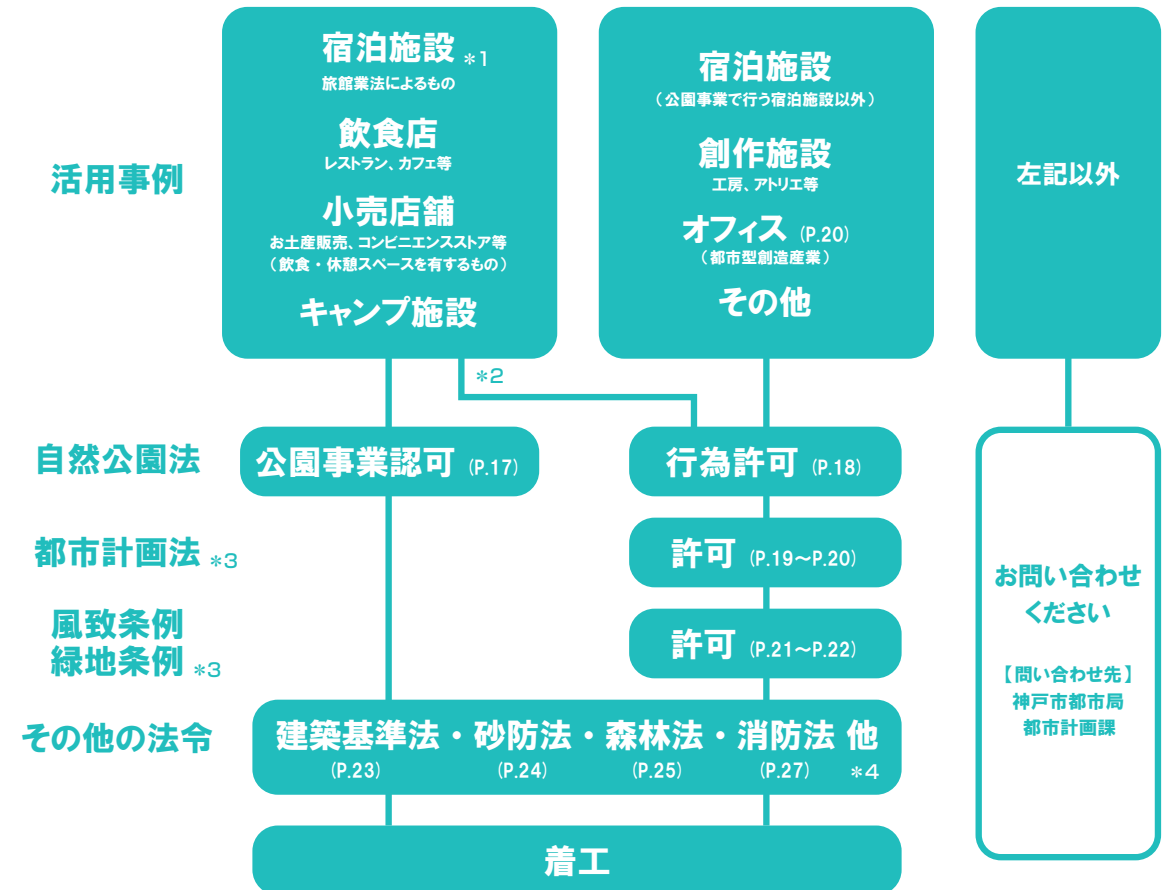 活用事例
宿泊施設 *1
旅館業法によるもの
飲食店
レストラン、カフェ等
小売店舗
お土産販売、コンビニエンスストア等
（飲食・休憩スペースを有するもの）
キャンプ施設
宿泊施設
（公園事業で行う宿泊施設以外）
創作施設
工房、アトリエ等
オフィス (P.20)
（都市型創造産業）
その他
左記以外
*2
自然公園法
公園事業認可 (P.17)
行為許可 (P.18)
都市計画法 *3
許可 (P.19〜P.20)
風致条例
緑地条例 *3
許可 (P.21〜P.22)
その他の法令
建築基準法・砂防法・森林法・消防法 他
(P.23) (P.24) (P.25) (P.27) *4
着工
お問い合わせ
ください
【問い合わせ先】
神戸市都市局
都市計画課